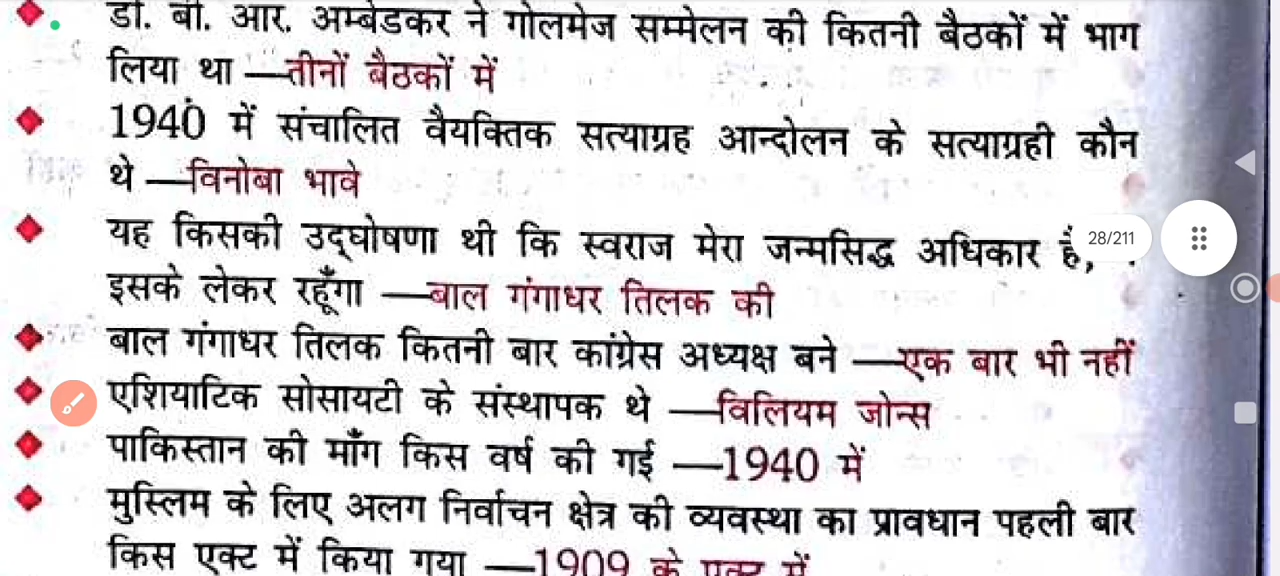 डॉ. बी. आर. अम्बेडकर ने गोलमेज सम्मेलन की कितनी बैठकों में भाग
लिया था —तीनों बैठकों में
1940 में संचालित वैयक्तिक सत्याग्रह आन्दोलन के सत्याग्रही कौन
थे —विनोबा भावे
यह किसकी उद्घोषणा थी कि स्वराज मेरा जन्मसिद्ध अधिकार है,
28/211
इसके लेकर रहूँगा —बाल गंगाधर तिलक की
बाल गंगाधर तिलक कितनी बार कांग्रेस अध्यक्ष बने —एक बार भी नहीं
एशियाटिक सोसायटी के संस्थापक थे —विलियम जोन्स
पाकिस्तान की माँग किस वर्ष की गई —1940 में
मुस्लिम के लिए अलग निर्वाचन क्षेत्र की व्यवस्था का प्रावधान पहली बार
किस एक्ट में किया गया —1909 के एक्ट में